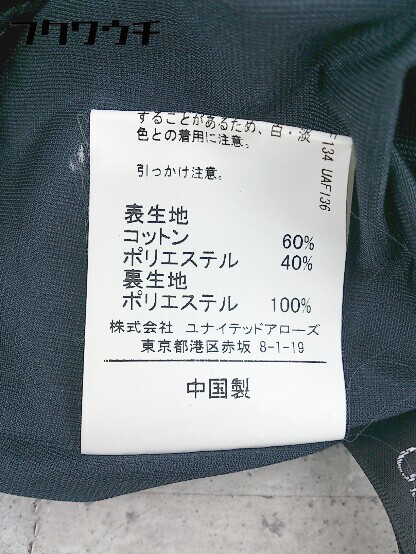 フクウウチ
することがあるため、白・淡
色との着用に注意。
引っかけ注意。
表生地
コットン 60%
ポリエステル 40%
裏生地
ポリエステル 100%
株式会社 ユナイテッドアローズ
東京都港区赤坂 8-1-19
中国製
F134 UAF136